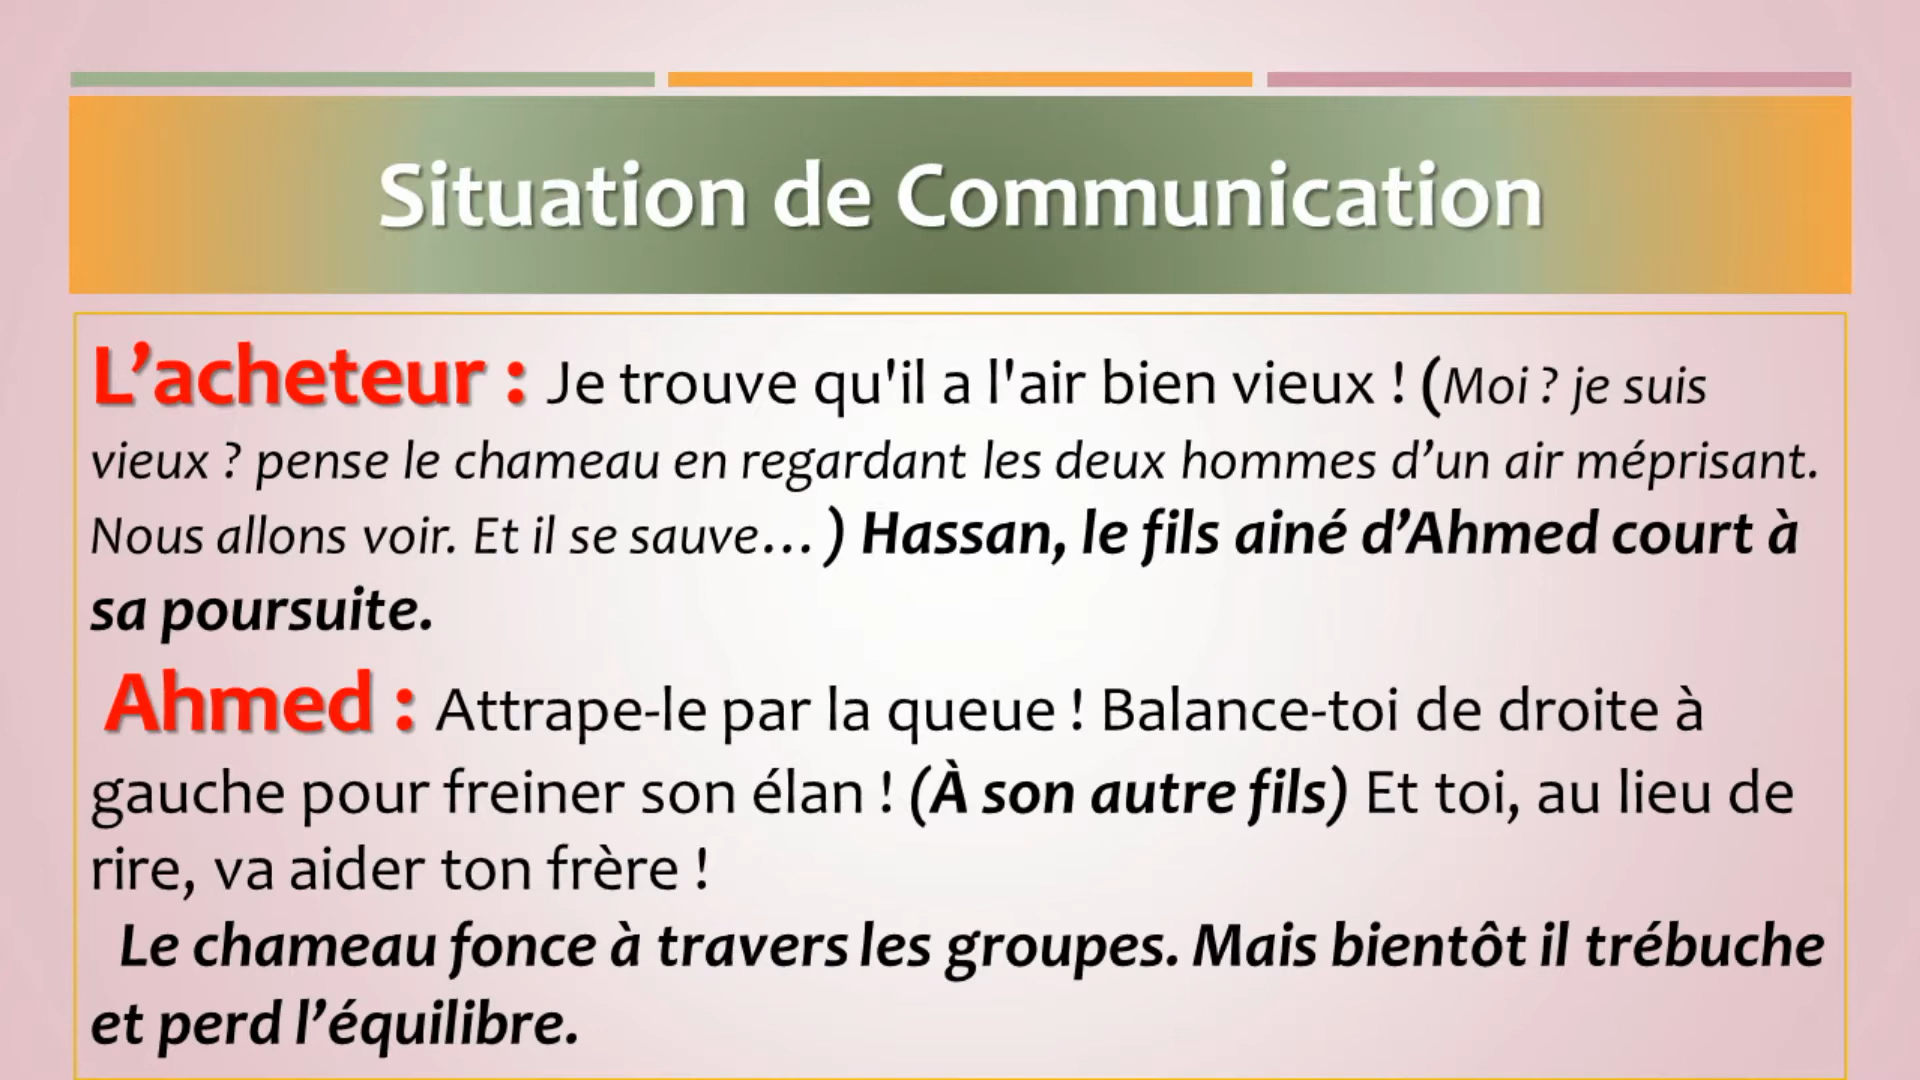 Situation de Communication
L’acheteur : Je trouve qu'il a l'air bien vieux ! (Moi ? je suis
vieux ? pense le chameau en regardant les deux hommes d’un air méprisant.
Nous allons voir. Et il se sauve… ) Hassan, le fils ainé d’Ahmed court à
sa poursuite.
Ahmed : Attrape-le par la queue ! Balance-toi de droite à
gauche pour freiner son élan ! (À son autre fils) Et toi, au lieu de
rire, va aider ton frère !
Le chameau fonce à travers les groupes. Mais bientôt il trébuche
et perd l’équilibre.